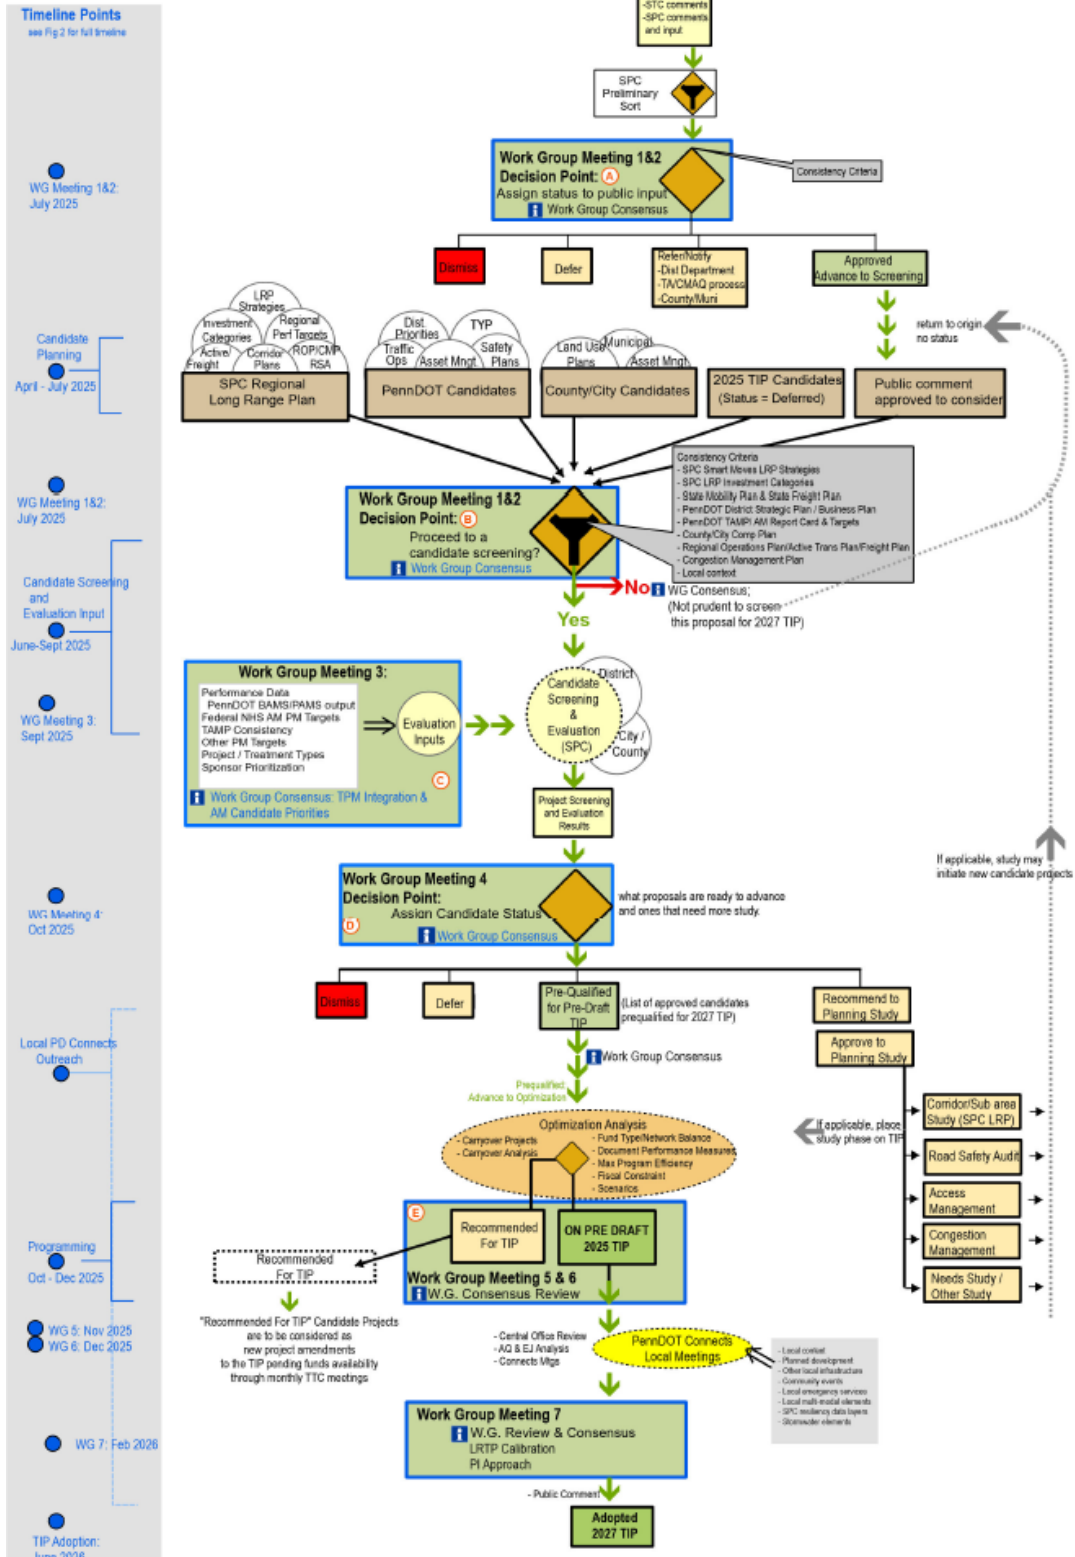 Timeline Points
see Fig 2 for full timeline
-STC comments
-SPC comments
and input
SPC
Preliminary
Sort
Work Group Meeting 1&2
Decision Point: A
Assign status to public input
i Work Group Consensus
Consistency Criteria
WG Meeting 1&2:
July 2025
Dismiss
Defer
Refer/Notify
-Dist Department
-TA/CMAQ process
-County/Muni
Approved
Advance to Screening
return to origin
no status
LRP
Strategies
Investment
Categories
Regional
Perf Targets
Active/
Freight
Corridor
Plans
ROP/CMP
RSA
Dist.
Priorities
TYP
Traffic
Ops
Asset Mngt
Safety
Plans
Land Use
Plans
Municipal
Asset Mngt
Candidate
Planning
April - July 2025
SPC Regional
Long Range Plan
PennDOT Candidates
County/City Candidates
2025 TIP Candidates
(Status = Deferred)
Public comment
approved to consider
Consistency Criteria
- SPC Smart Moves LRP Strategies
- SPC LRP Investment Categories
- State Mobility Plan & State Freight Plan
- PennDOT District Strategic Plan / Business Plan
- PennDOT TAMP/ AM Report Card & Targets
- County/City Comp Plan
- Regional Operations Plan/Active Trans Plan/Freight Plan
- Congestion Management Plan
- Local context
WG Meeting 1&2:
July 2025
Work Group Meeting 1&2
Decision Point: B
Proceed to a
candidate screening?
i Work Group Consensus
No
i WG Consensus;
(Not prudent to screen
this proposal for 2027 TIP)
Yes
Candidate Screening
and
Evaluation Input
June-Sept 2025
Work Group Meeting 3:
Performance Data
PennDOT BAMS/PAMS output
Federal NHS AM PM Targets
TAMP Consistency
Other PM Targets
Project / Treatment Types
Sponsor Prioritization
Evaluation
Inputs
C
i Work Group Consensus: TPM Integration &
AM Candidate Priorities
Candidate
Screening
&
Evaluation
(SPC)
District
City /
County
WG Meeting 3:
Sept 2025
Project Screening
and Evaluation
Results
Work Group Meeting 4
Decision Point:
Assign Candidate Status
D
i Work Group Consensus
what proposals are ready to advance
and ones that need more study.
If applicable, study may
initiate new candidate projects
WG Meeting 4:
Oct 2025
Dismiss
Defer
Pre-Qualified
for Pre-Draft
TIP
(List of approved candidates
prequalified for 2027 TIP)
Recommend to
Planning Study
Approve to
Planning Study
i Work Group Consensus
Local PD Connects
Outreach
Prequalified:
Advance to Optimization
Optimization Analysis
- Carryover Projects
- Carryover Analysis
- Fund Type/Network Balance
- Document Performance Measures
- Max Program Efficiency
- Fiscal Constraint
- Scenarios
If applicable, place
study phase on TIP
Corridor/Sub area
Study (SPC LRP)
Road Safety Audit
Access
Management
Congestion
Management
Needs Study /
Other Study
E
Recommended
For TIP
ON PRE DRAFT
2025 TIP
Work Group Meeting 5 & 6
i W.G. Consensus Review
Programming
Oct - Dec 2025
Recommended
For TIP
"Recommended For TIP" Candidate Projects
are to be considered as
new project amendments
to the TIP pending funds availability
through monthly TTC meetings
WG 5: Nov 2025
WG 6: Dec 2025
- Central Office Review
- AQ & EJ Analysis
- Connects Mtgs
PennDOT Connects
Local Meetings
- Local context
- Planned development
- Other local infrastructure
- Community events
- Local emergency services
- Local multi-modal elements
- SPC resiliency data layers
- Stormwater elements
Work Group Meeting 7
i W.G. Review & Consensus
LRTP Calibration
PI Approach
WG 7: Feb 2026
- Public Comment
Adopted
2027 TIP
TIP Adoption:
June 2026